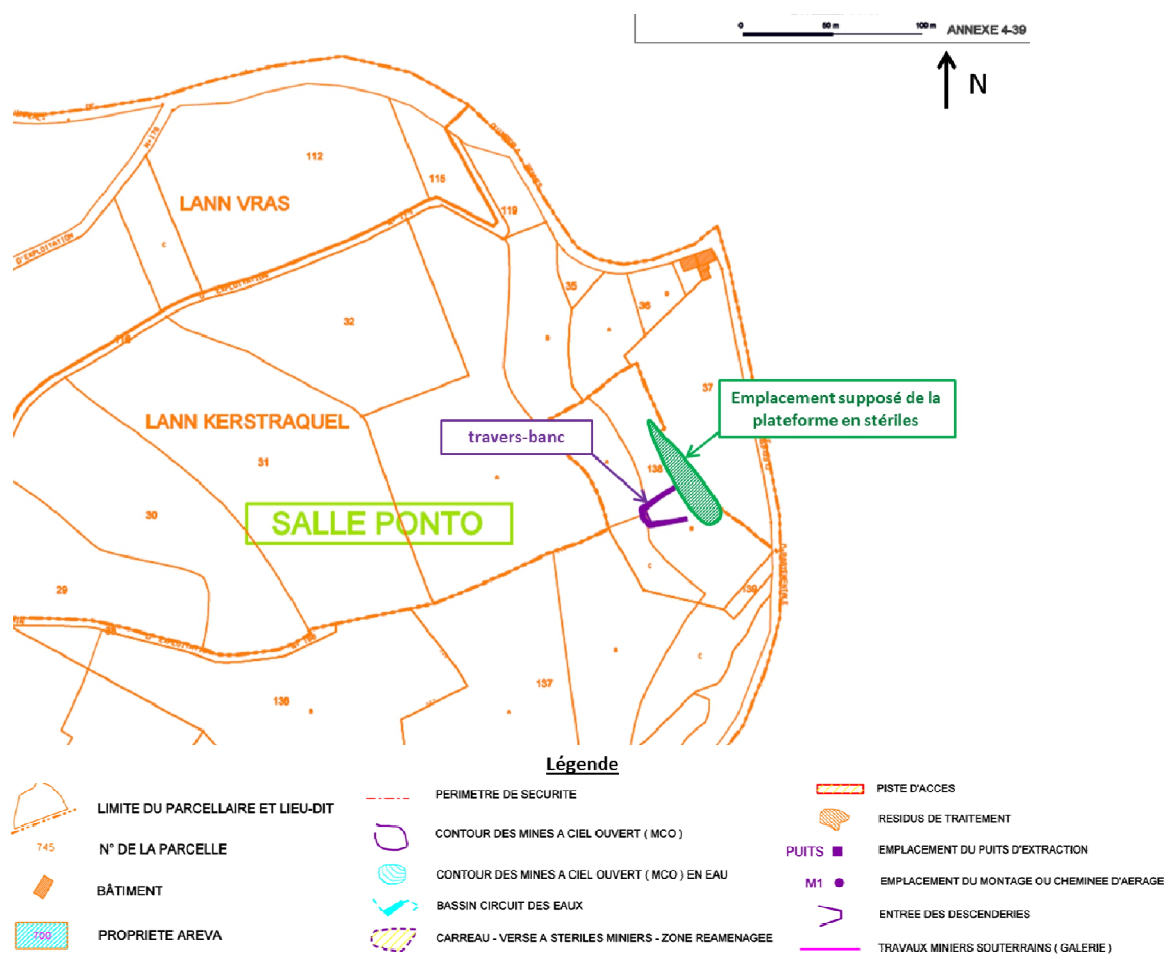 0 50 m 100 m ANNEXE 4-39
N
112
LANN VRAS
115
119
D'EXPLOITATION
C
35
36
B
32
B
A
37
Emplacement supposé de la
plateforme en stériles
LANN KERSTRAQUEL
travers-banc
31
138
30
SALLE PONTO
B
C
29
139
B
C
136
137
B
A
Légende
LIMITE DU PARCELLAIRE ET LIEU-DIT
745 N° DE LA PARCELLE
BÂTIMENT
700 PROPRIETE AREVA
PERIMETRE DE SECURITE
CONTOUR DES MINES A CIEL OUVERT ( MCO )
CONTOUR DES MINES A CIEL OUVERT ( MCO ) EN EAU
BASSIN CIRCUIT DES EAUX
CARREAU - VERSE A STERILES MINIERS - ZONE REAMENAGEE
PISTE D'ACCES
RESIDUS DE TRAITEMENT
PUITS EMPLACEMENT DU PUITS D'EXTRACTION
M1 EMPLACEMENT DU MONTAGE OU CHEMINEE D'AERAGE
ENTREE DES DESCENDERIES
TRAVAUX MINIERS SOUTERRAINS ( GALERIE )